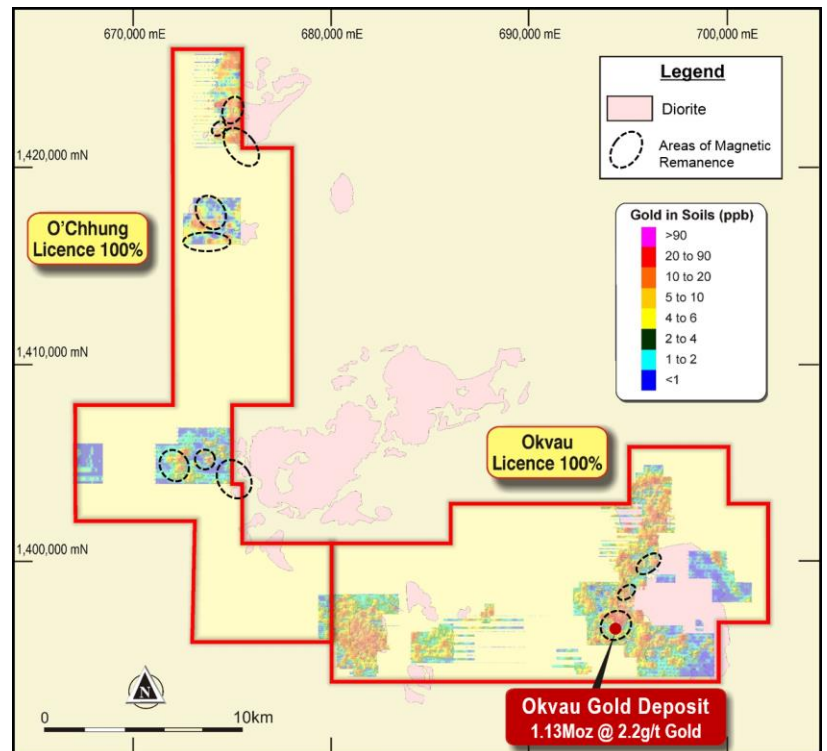 670,000 mE
680,000 mE
690,000 mE
700,000 mE
Legend
Diorite
Areas of Magnetic
Remanence
1,420,000 mN
O'Chhung
Licence 100%
Gold in Soils (ppb)
>90
20 to 90
10 to 20
5 to 10
4 to 6
2 to 4
1 to 2
<1
1,410,000 mN
Okvau
Licence 100%
1,400,000 mN
N
0
10km
Okvau Gold Deposit
1.13Moz @ 2.2g/t Gold